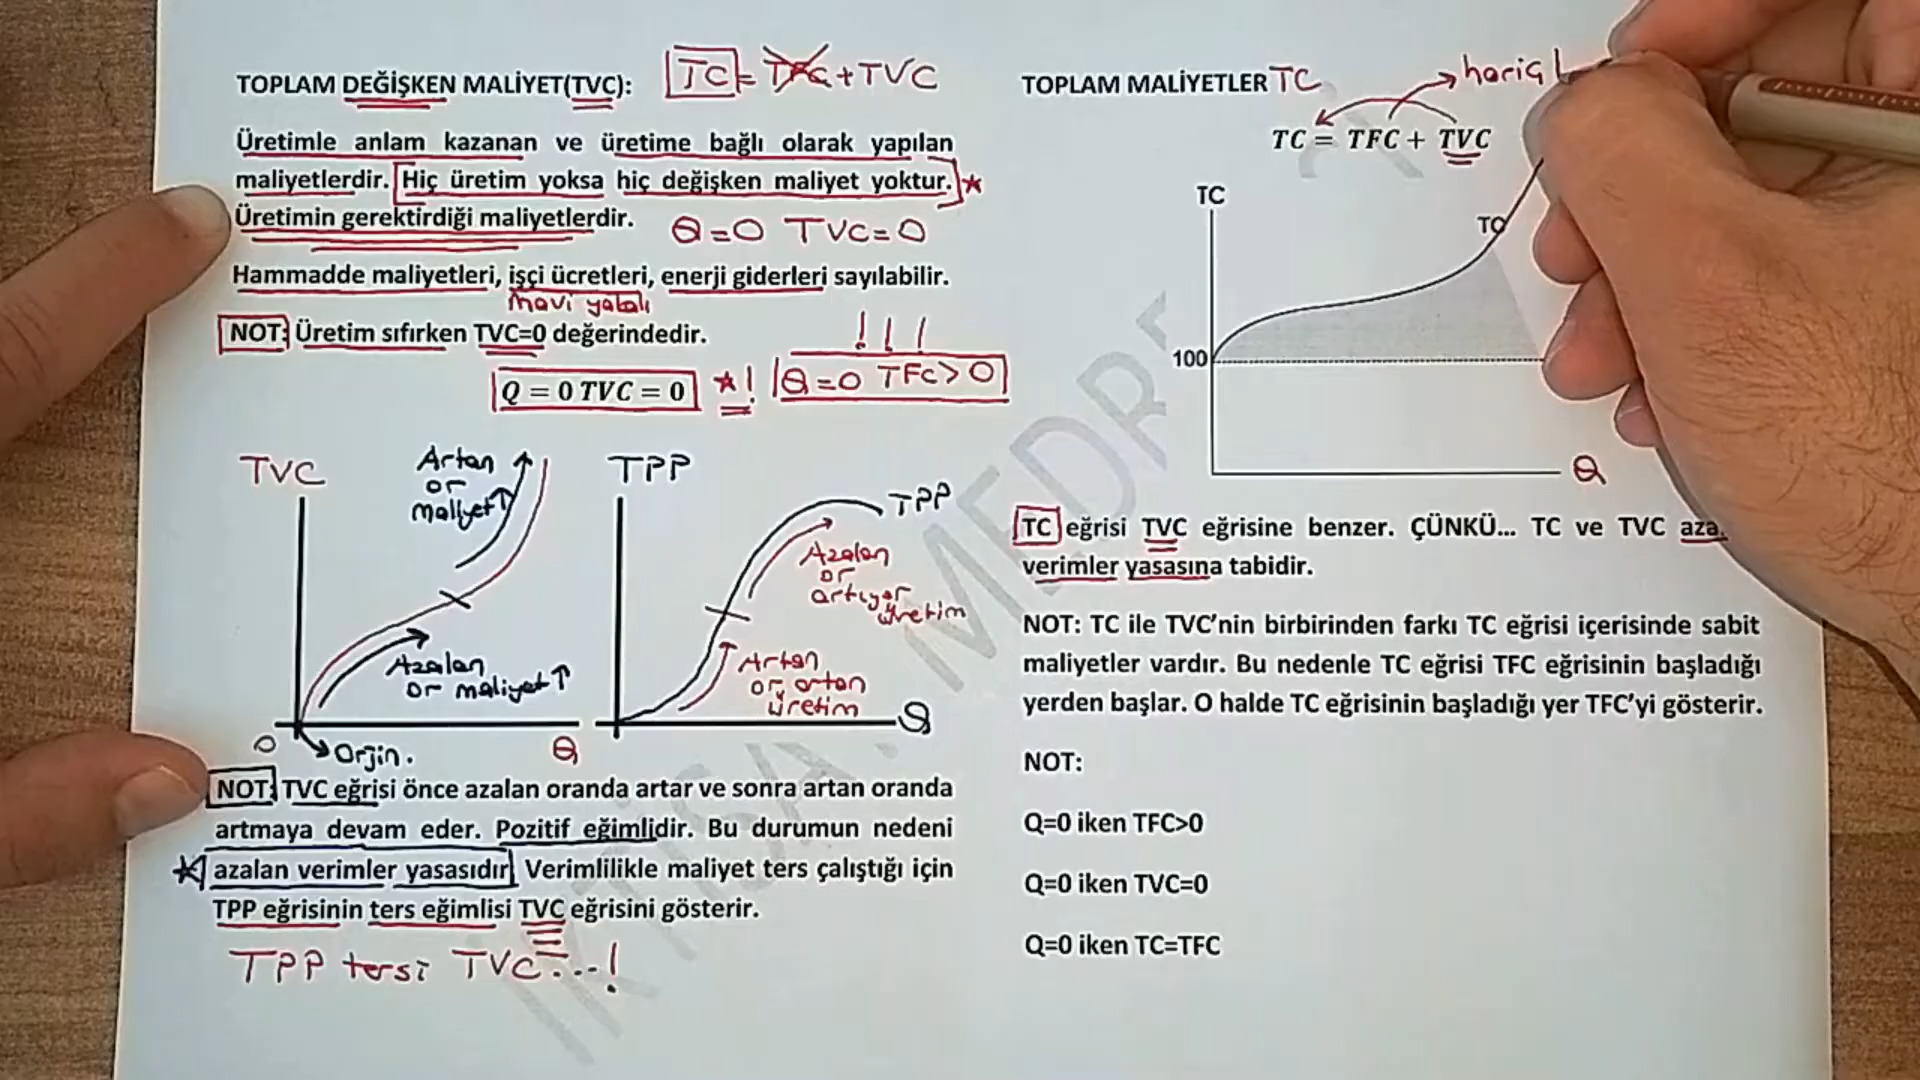 TOPLAM DEĞİŞKEN MALİYET(TVC): TC = TFC + TVC
Üretimle anlam kazanan ve üretime bağlı olarak yapılan
maliyetlerdir. Hiç üretim yoksa hiç değişken maliyet yoktur.
Üretimin gerektirdiği maliyetlerdir. Q=0 TVC=0
Hammadde maliyetleri, işçi ücretleri, enerji giderleri sayılabilir.
mavi yakalı
NOT: Üretim sıfırken TVC=0 değerindedir.
!!!
Q = 0 TVC = 0 ! Q=0 TFC>0
TVC
Artan
or
maliyet↑
Azalan
or maliyet↑
0
Orjin.
Q
TPP
TPP
Azalan
or
artıyor
üretim
Artan
or artan
üretim
Q
NOT: TVC eğrisi önce azalan oranda artar ve sonra artan oranda
artmaya devam eder. Pozitif eğimlidir. Bu durumun nedeni
azalan verimler yasasıdır. Verimlilikle maliyet ters çalıştığı için
TPP eğrisinin ters eğimlisi TVC eğrisini gösterir.
TPP tersi TVC...!
TOPLAM MALİYETLER TC
hariç
TC = TFC + TVC
TC
TC
100
Q
TC eğrisi TVC eğrisine benzer. ÇÜNKÜ... TC ve TVC
verimler yasasına tabidir.
NOT: TC ile TVC'nin birbirinden farkı TC eğrisi içerisinde sabit
maliyetler vardır. Bu nedenle TC eğrisi TFC eğrisinin başladığı
yerden başlar. O halde TC eğrisinin başladığı yer TFC'yi gösterir.
NOT:
Q=0 iken TFC>0
Q=0 iken TVC=0
Q=0 iken TC=TFC